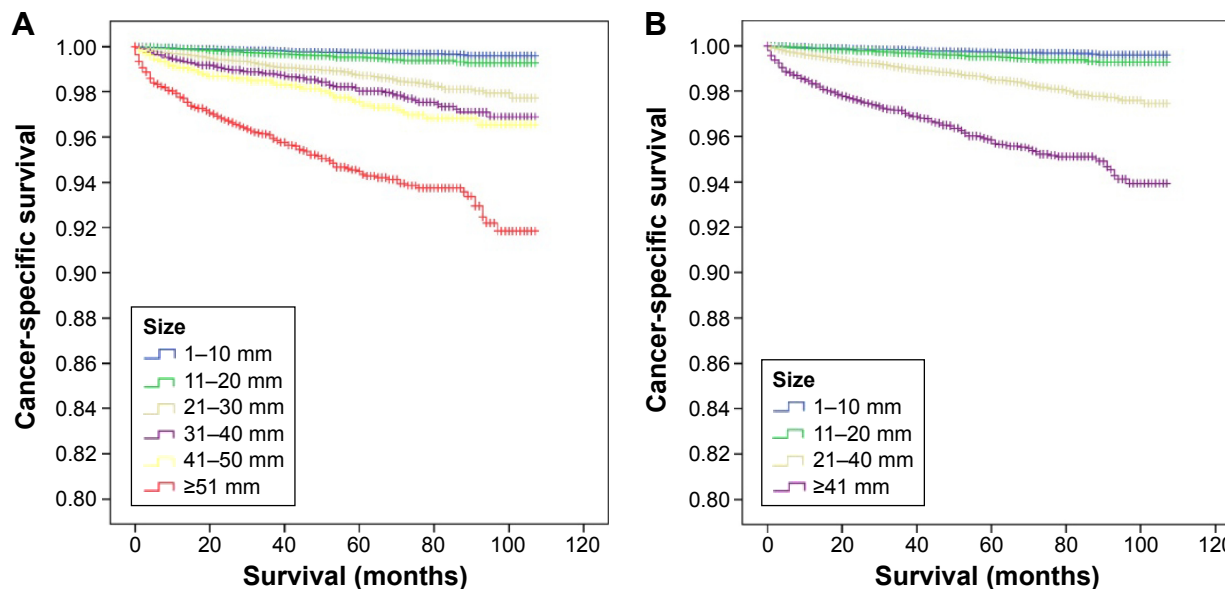 A
Cancer-specific survival
1.00
0.98
0.96
0.94
0.92
0.90
0.88
0.86
0.84
0.82
0.80
Size
1–10 mm
11–20 mm
21–30 mm
31–40 mm
41–50 mm
≥51 mm
0 20 40 60 80 100 120
Survival (months)
B
Cancer-specific survival
1.00
0.98
0.96
0.94
0.92
0.90
0.88
0.86
0.84
0.82
0.80
Size
1–10 mm
11–20 mm
21–40 mm
≥41 mm
0 20 40 60 80 100 120
Survival (months)